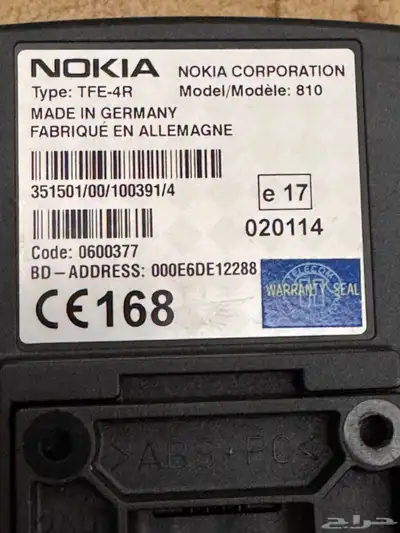 NOKIA NOKIA CORPORATION
Type: TFE-4R Model/Modèle: 810
MADE IN GERMANY
FABRIQUÉ EN ALLEMAGNE
351501/00/100391/4
e 17
020114
Code: 0600377
BD-ADDRESS: 000E6DE12288
CE168
TELECOM
WARRANTY SEAL
>ABS+PC<
حراج